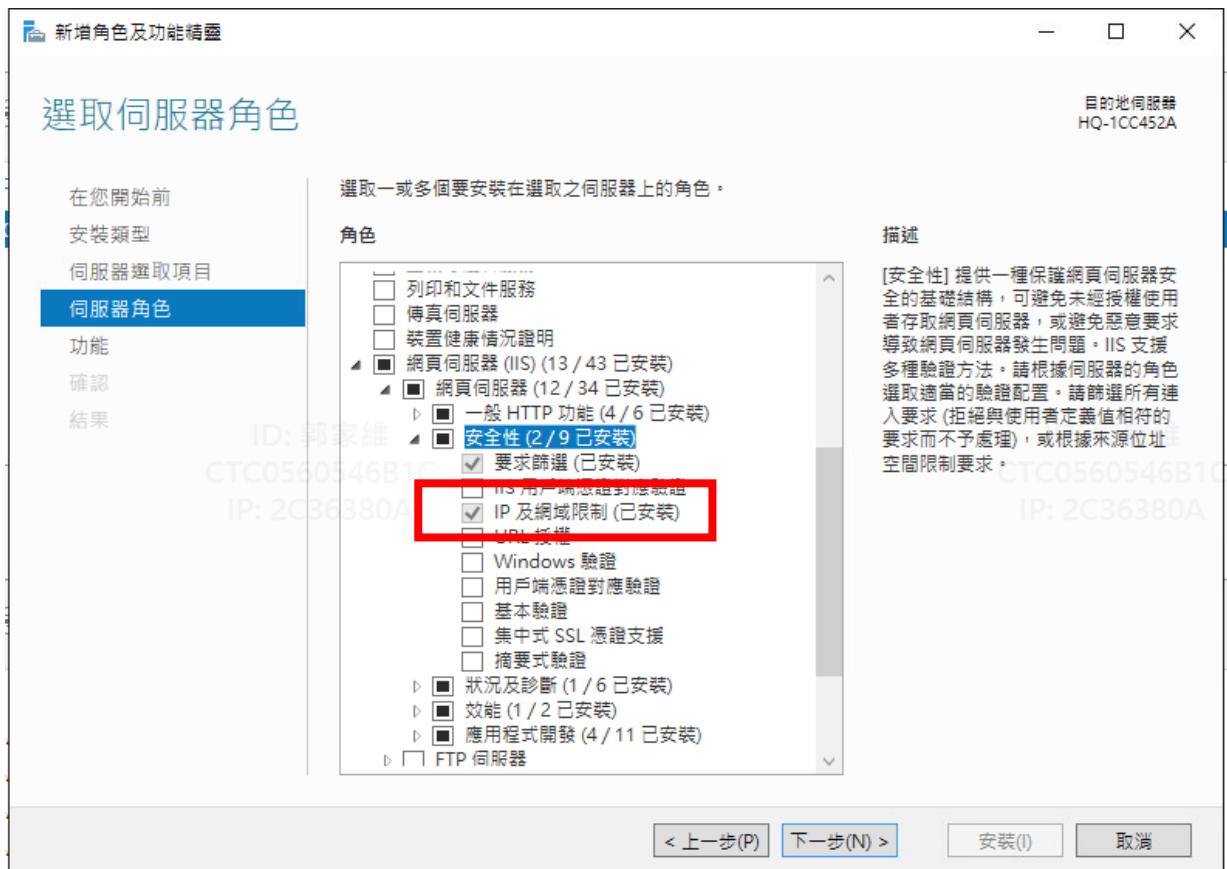 新增角色及功能精靈
選取伺服器角色
目的地伺服器
HQ-1CC452A
在您開始前
安裝類型
伺服器選取項目
伺服器角色
功能
確認
結果
選取一或多個要安裝在選取之伺服器上的角色。
角色
列印和文件服務
傳真伺服器
裝置健康情況證明
網頁伺服器 (IIS) (13 / 43 已安裝)
網頁伺服器 (12 / 34 已安裝)
一般 HTTP 功能 (4 / 6 已安裝)
安全性 (2 / 9 已安裝)
要求篩選 (已安裝)
IIS 用戶端憑證對應驗證
IP 及網域限制 (已安裝)
URL 授權
Windows 驗證
用戶端憑證對應驗證
基本驗證
集中式 SSL 憑證支援
摘要式驗證
狀況及診斷 (1 / 6 已安裝)
效能 (1 / 2 已安裝)
應用程式開發 (4 / 11 已安裝)
FTP 伺服器
描述
[安全性] 提供一種保護網頁伺服器安
全的基礎結構，可避免未經授權使用
者存取網頁伺服器，或避免惡意要求
導致網頁伺服器發生問題。IIS 支援
多種驗證方法。請根據伺服器的角色
選取適當的驗證配置。請篩選所有連
入要求 (拒絕與使用者定義值相符的
要求而不予處理)，或根據來源位址
空間限制要求。
ID: 郭家維
CTC0560546B1C
IP: 2C36380A
CTC0560546B1C
IP: 2C36380A
< 上一步(P)
下一步(N) >
安裝(I)
取消